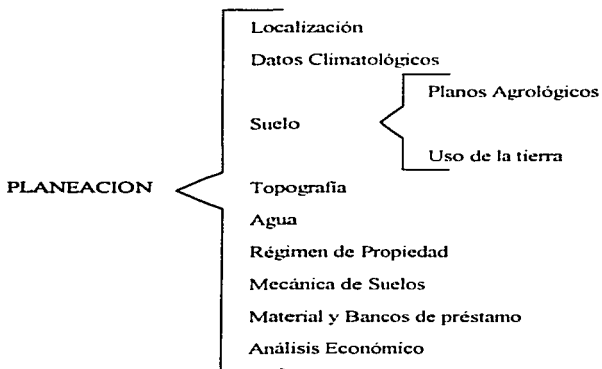 Localización
Datos Climatológicos
Planos Agrológicos
Suelo
Uso de la tierra
PLANEACION
Topografía
Agua
Régimen de Propiedad
Mecánica de Suelos
Material y Bancos de préstamo
Análisis Económico